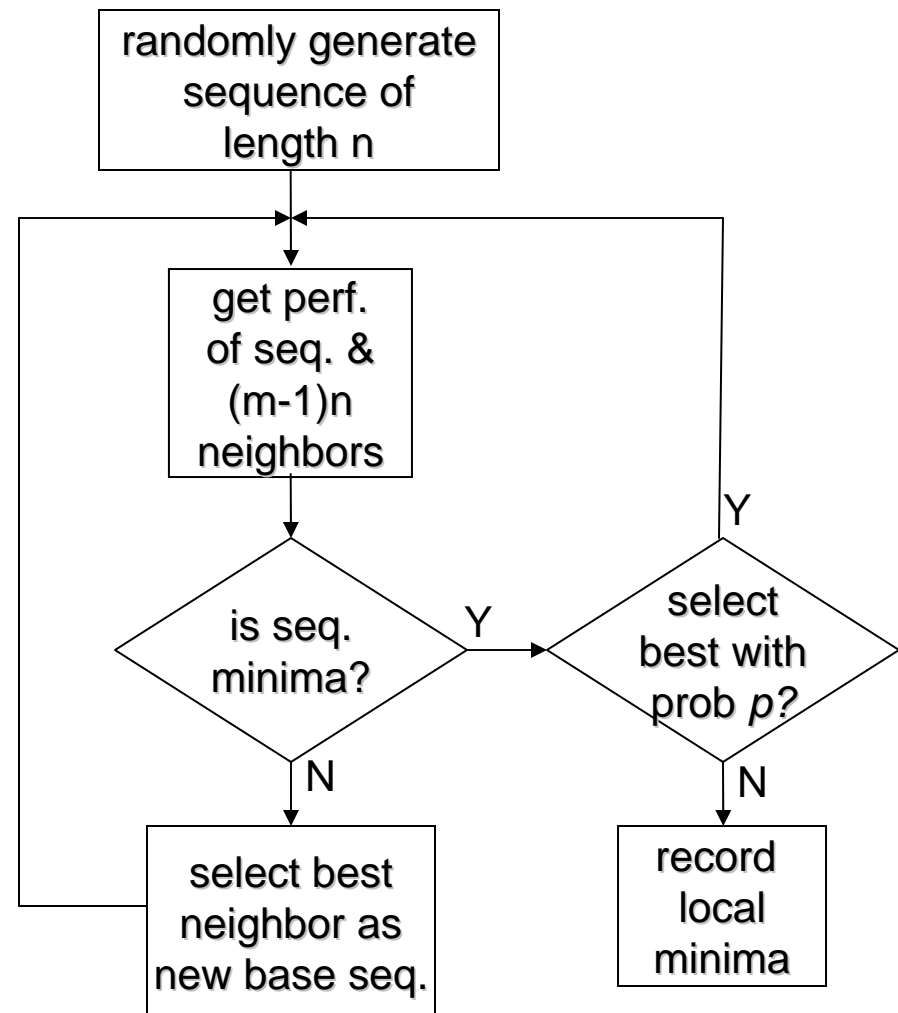 randomly generate
sequence of
length n
get perf.
of seq. &
(m-1)n
neighbors
is seq.
minima?
Y
N
select best
neighbor as
new base seq.
select
best with
prob p?
Y
N
record
local
minima